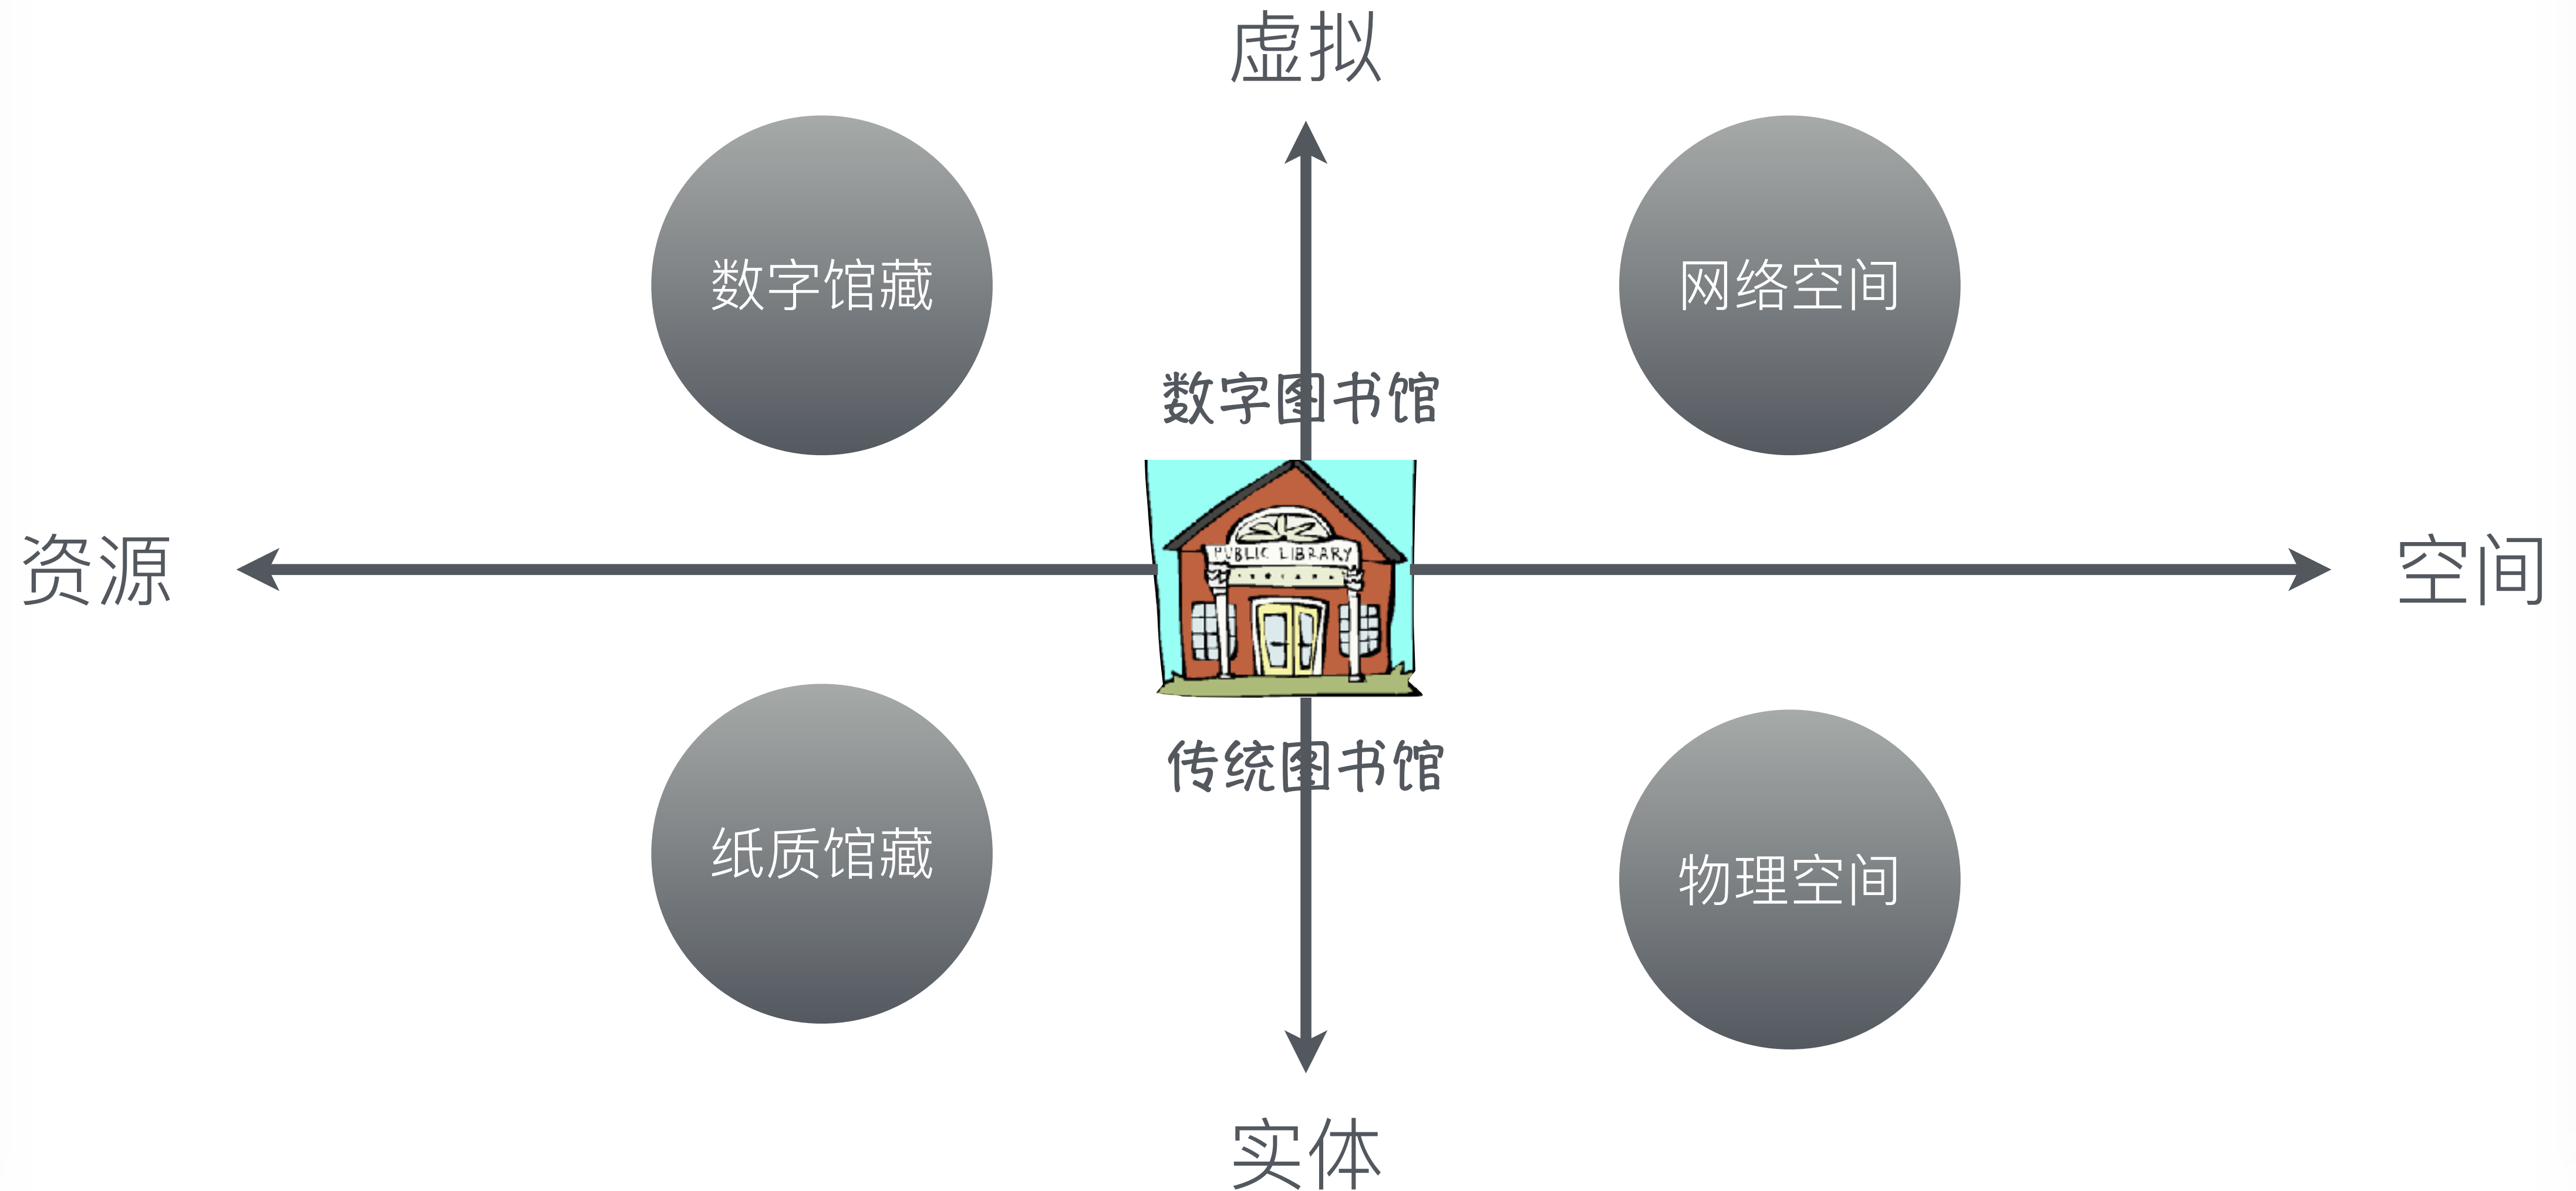 虚拟
数字馆藏
网络空间
数字图书馆
PUBLIC LIBRARY
资源
空间
传统图书馆
纸质馆藏
物理空间
实体